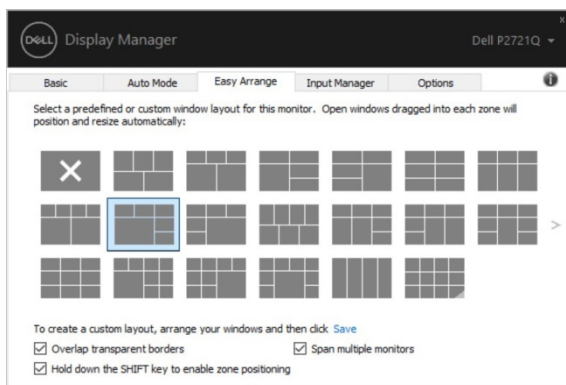 x
DELL Display Manager Dell P2721Q
Basic Auto Mode Easy Arrange Input Manager Options
Select a predefined or custom window layout for this monitor. Open windows dragged into each zone will
position and resize automatically:
To create a custom layout, arrange your windows and then click Save
Overlap transparent borders Span multiple monitors
Hold down the SHIFT key to enable zone positioning